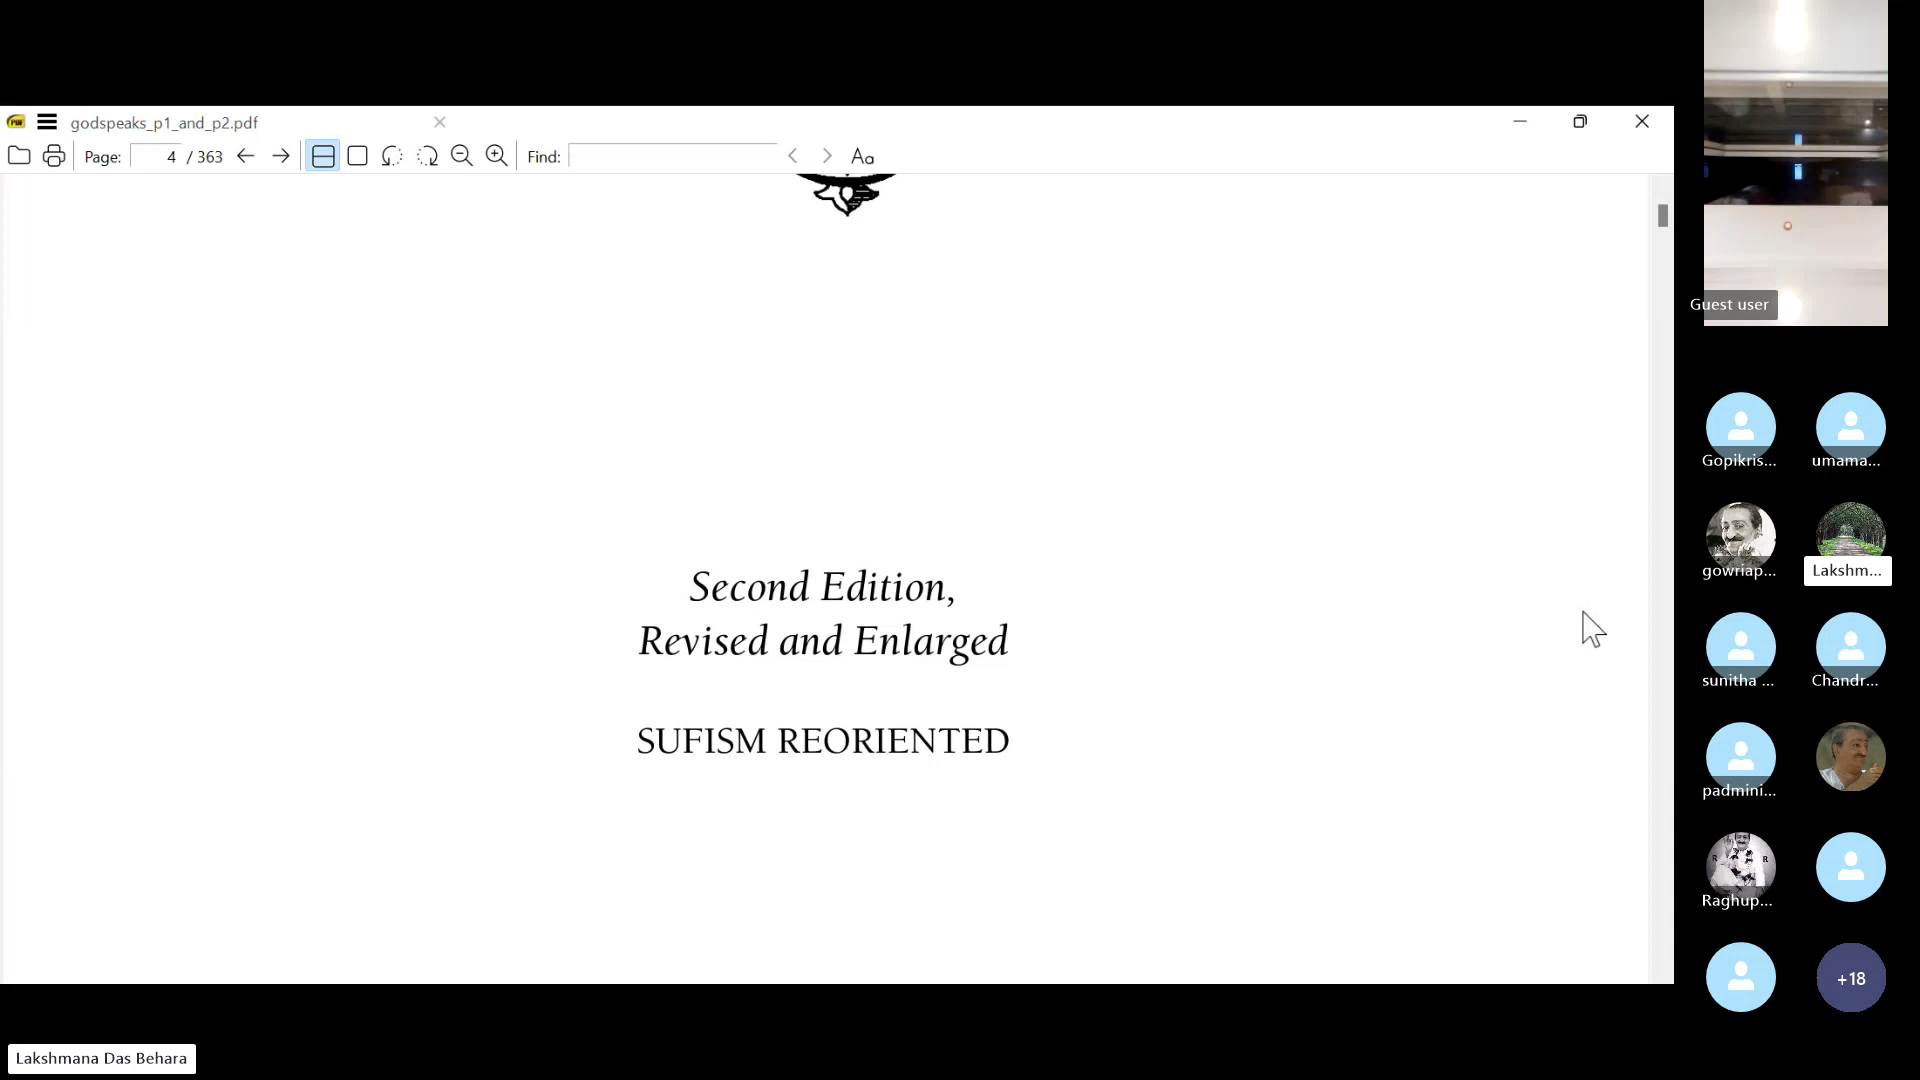 godspeaks_p1_and_p2.pdf
Page: 4 / 363
Find:
Aa
Second Edition,
Revised and Enlarged
SUFISM REORIENTED
Guest user
Gopikris...
umama...
gowriap...
Lakshm...
sunitha ...
Chandr...
padmini...
R R
Raghup...
+18
Lakshmana Das Behara